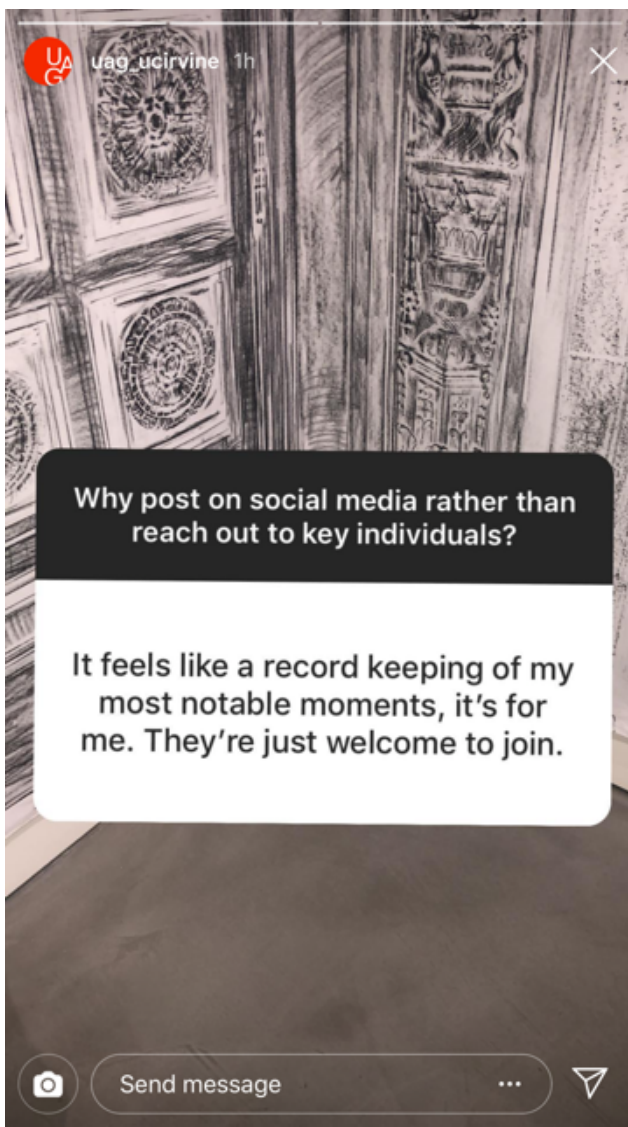 UAG
uag_ucirvine 1h
Why post on social media rather than
reach out to key individuals?
It feels like a record keeping of my
most notable moments, it’s for
me. They’re just welcome to join.
Send message